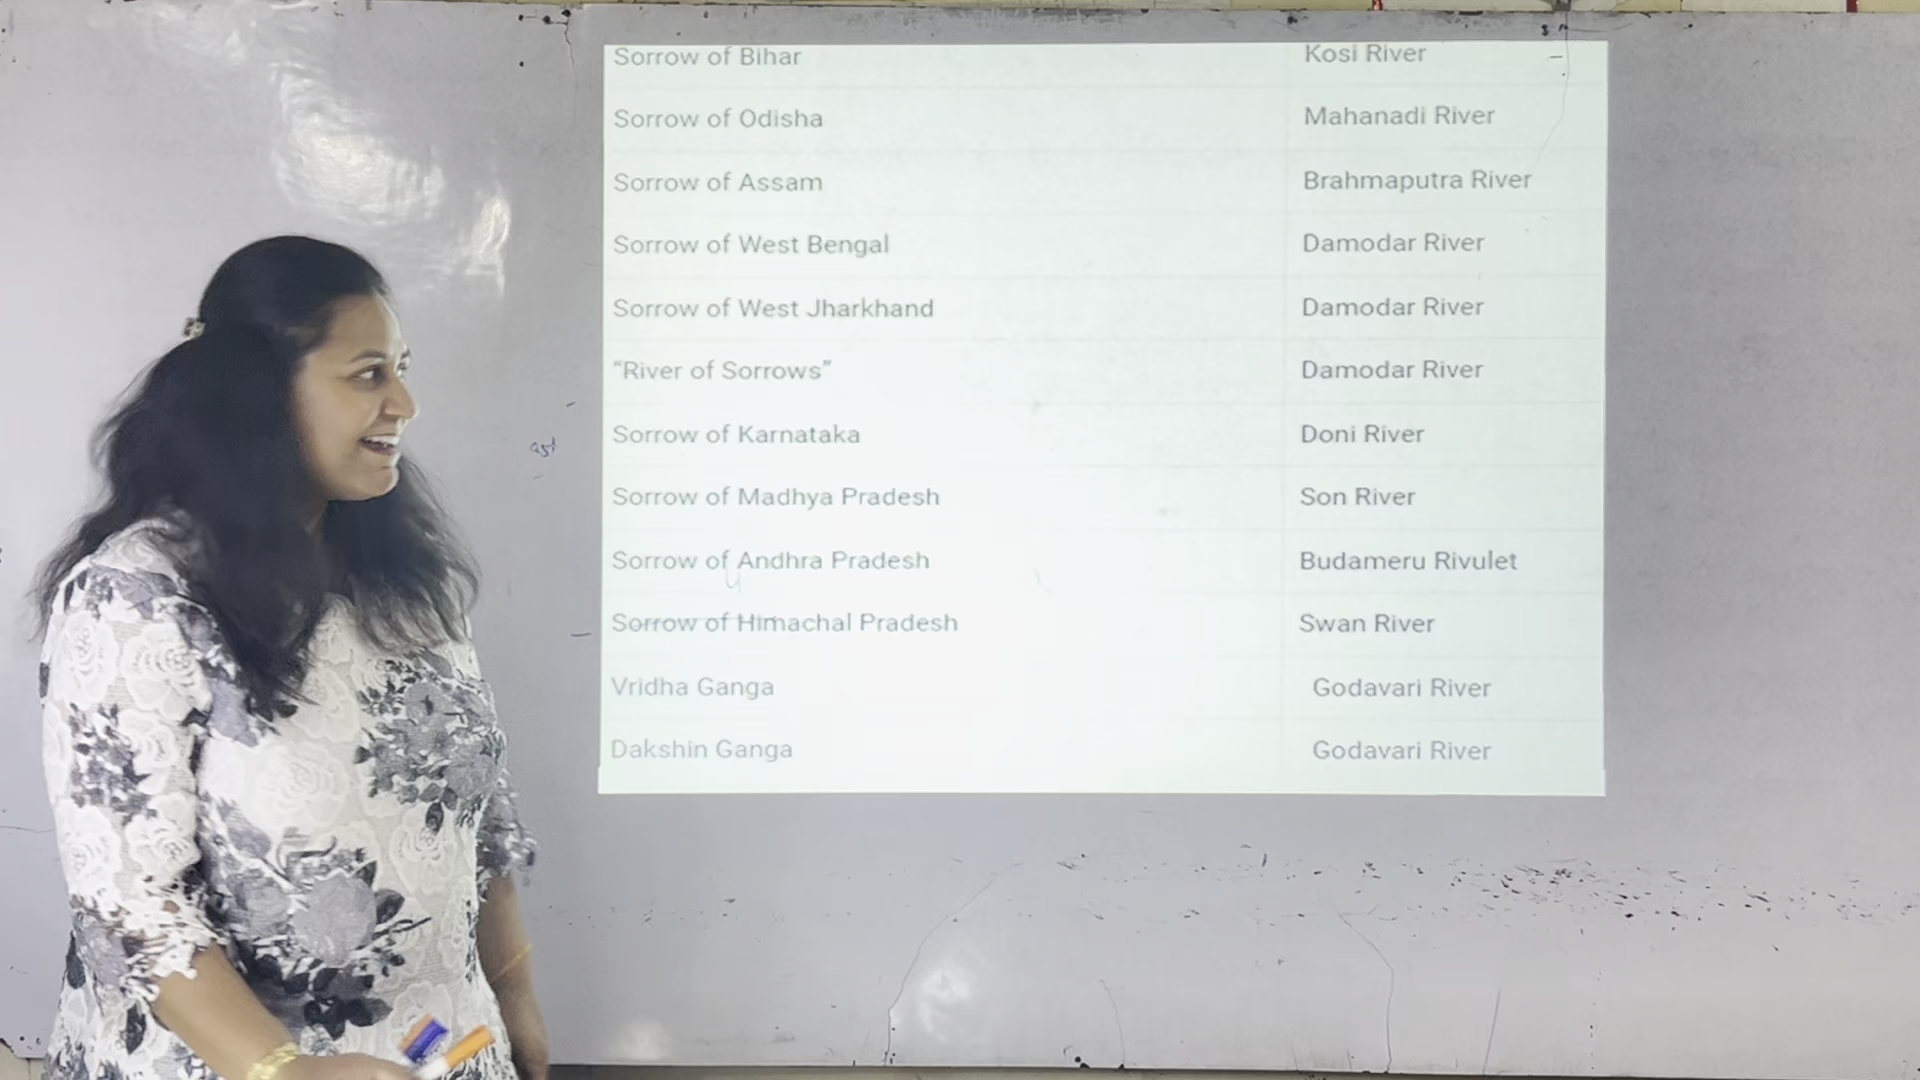 Sorrow of Bihar Kosi River
Sorrow of Odisha Mahanadi River
Sorrow of Assam Brahmaputra River
Sorrow of West Bengal Damodar River
Sorrow of West Jharkhand Damodar River
“River of Sorrows” Damodar River
Sorrow of Karnataka Doni River
Sorrow of Madhya Pradesh Son River
Sorrow of Andhra Pradesh Budameru Rivulet
Sorrow of Himachal Pradesh Swan River
Vridha Ganga Godavari River
Dakshin Ganga Godavari River